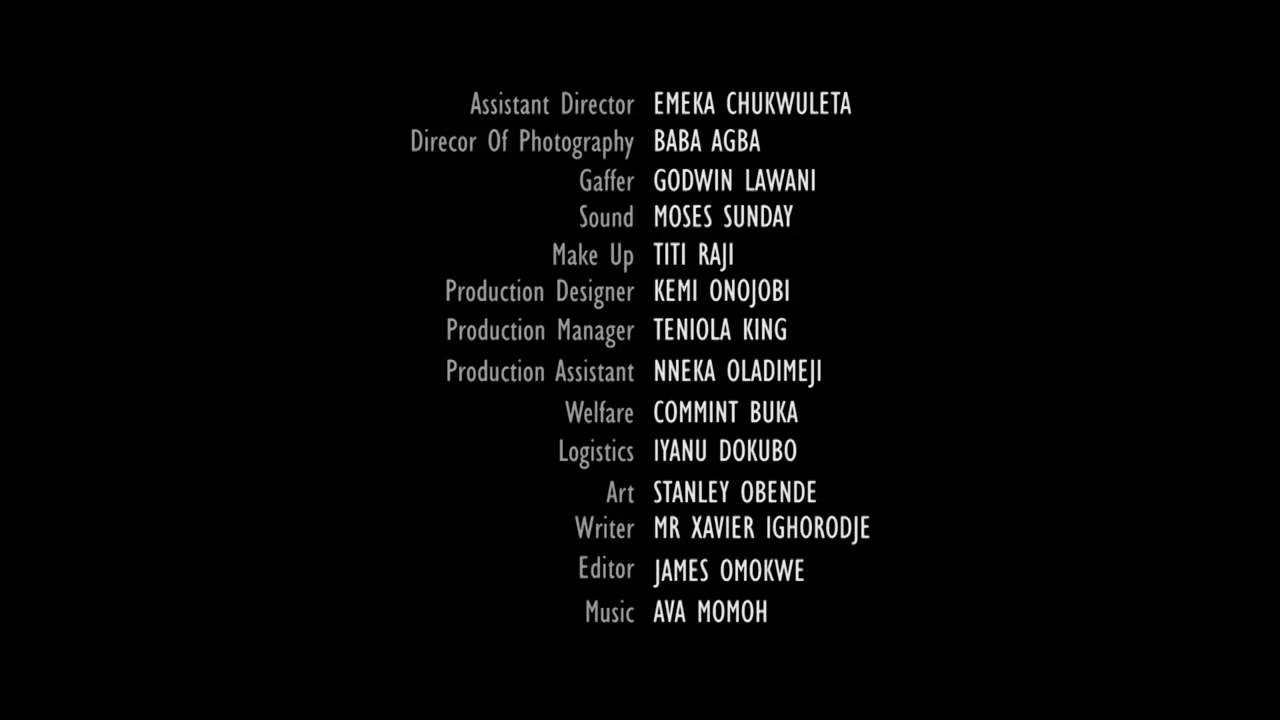 Assistant Director EMEKA CHUKWULETA
Direcor Of Photography BABA AGBA
Gaffer GODWIN LAWANI
Sound MOSES SUNDAY
Make Up TITI RAJI
Production Designer KEMI ONOJOBI
Production Manager TENIOLA KING
Production Assistant NNEKA OLADIMEJI
Welfare COMMINT BUKA
Logistics IYANU DOKUBO
Art STANLEY OBENDE
Writer MR XAVIER IGHORODJE
Editor JAMES OMOKWE
Music AVA MOMOH